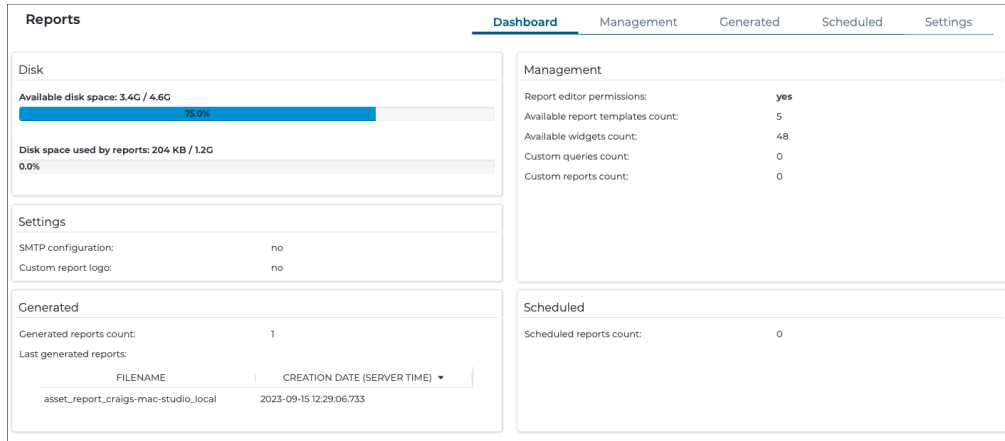 Reports
Dashboard Management Generated Scheduled Settings
Disk
Available disk space: 3.4G / 4.6G
75.0%
Disk space used by reports: 204 KB / 1.2G
0.0%
Management
Report editor permissions: yes
Available report templates count: 5
Available widgets count: 48
Custom queries count: 0
Custom reports count: 0
Settings
SMTP configuration: no
Custom report logo: no
Generated
Generated reports count: 1
Last generated reports:
FILENAME CREATION DATE (SERVER TIME)
asset_report_craigs-mac-studio_local 2023-09-15 12:29:06.733
Scheduled
Scheduled reports count: 0